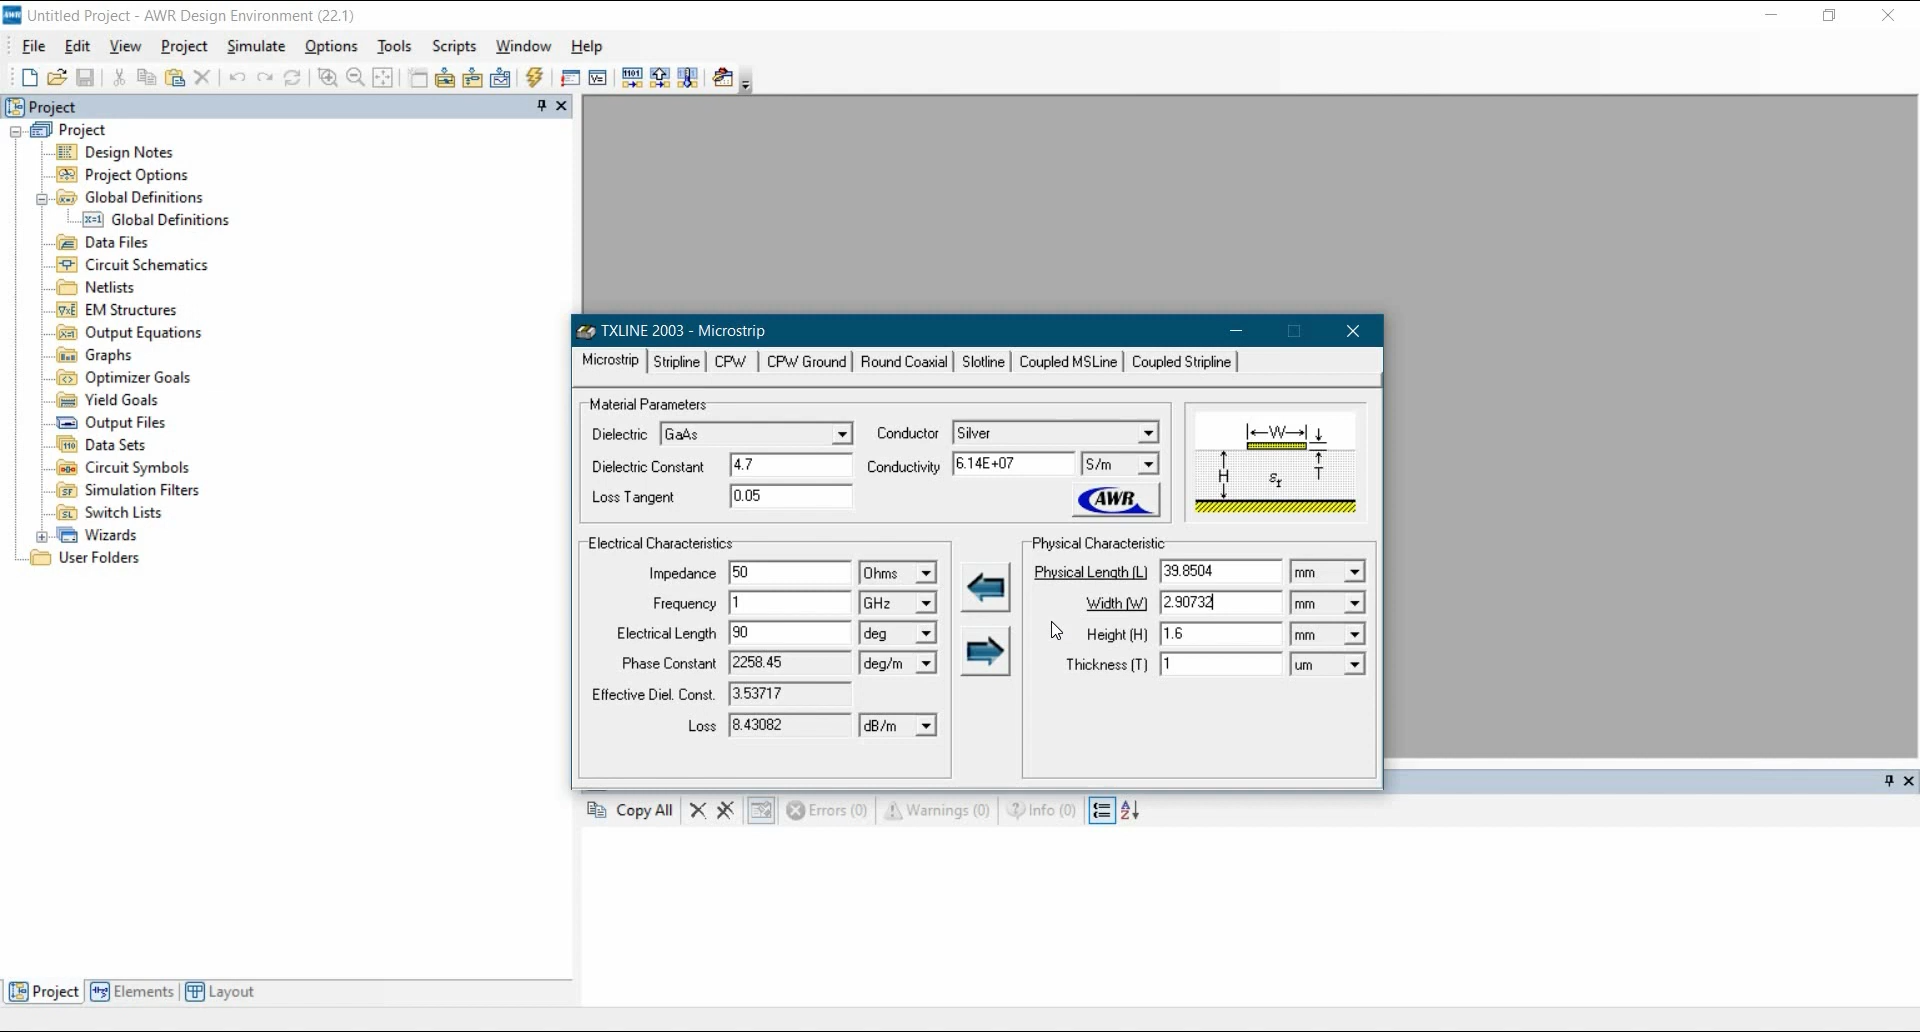 Untitled Project - AWR Design Environment (22.1)
File Edit View Project Simulate Options Tools Scripts Window Help
Project
Project
Design Notes
Project Options
Global Definitions
Global Definitions
Data Files
Circuit Schematics
Netlists
EM Structures
Output Equations
Graphs
Optimizer Goals
Yield Goals
Output Files
Data Sets
Circuit Symbols
Simulation Filters
Switch Lists
Wizards
User Folders
TXLINE 2003 - Microstrip
Microstrip Stripline CPW CPW Ground Round Coaxial Slotline Coupled MSLine Coupled Stripline
Material Parameters
Dielectric GaAs Conductor Silver
Dielectric Constant 4.7 Conductivity 6.14E+07 S/m
Loss Tangent 0.05
AWR
W
H εr T
Electrical Characteristics
Impedance 50 Ohms
Frequency 1 GHz
Electrical Length 90 deg
Phase Constant 2258.45 deg/m
Effective Diel. Const. 3.53717
Loss 8.43082 dB/m
Physical Characteristic
Physical Length (L) 39.8504 mm
Width (W) 2.90732 mm
Height (H) 1.6 mm
Thickness (T) 1 um
Copy All Errors (0) Warnings (0) Info (0)
Project Elements Layout